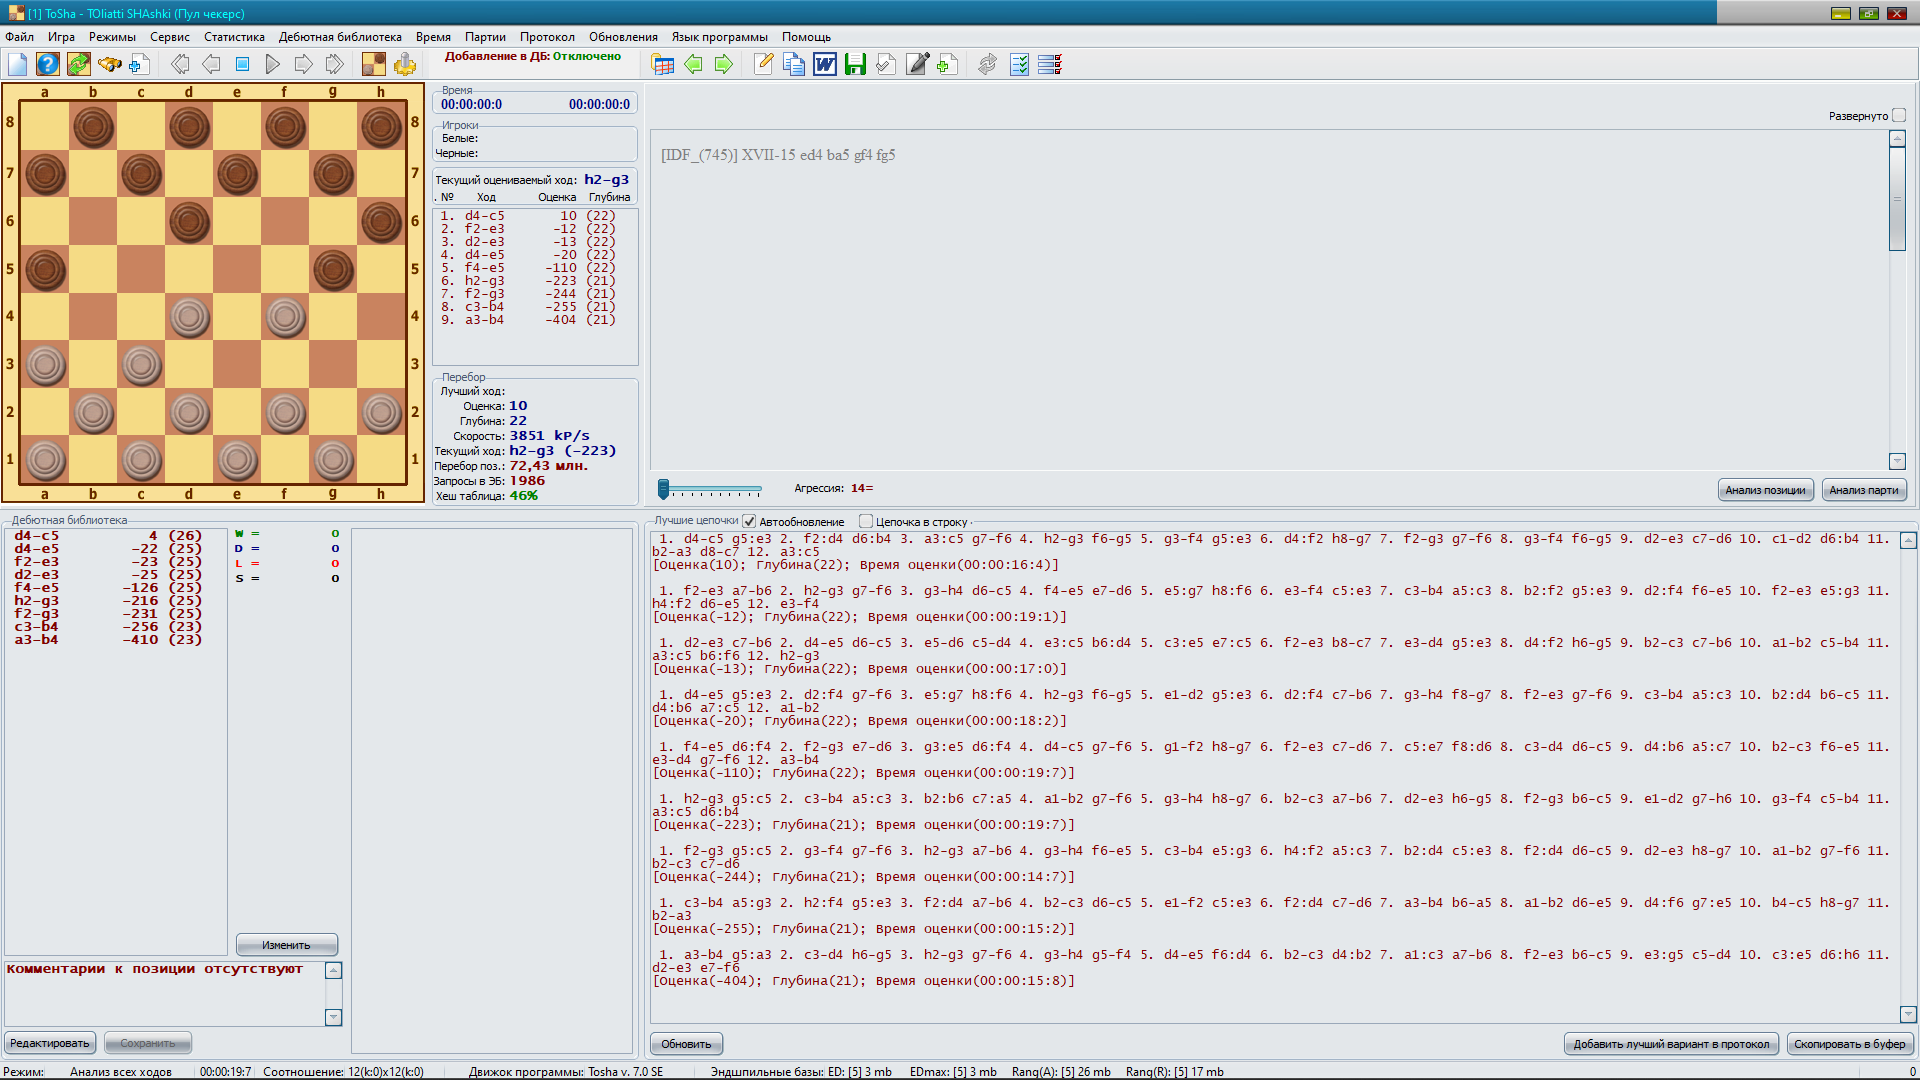 [1] ToSha - TOliatti SHAshki (Пул чекерс)
Файл Игра Режимы Сервис Статистика Дебютная библиотека Время Партии Протокол Обновления Язык программы Помощь
Добавление в ДБ: Отключено
a b c d e f g h
8 8
7 7
6 6
5 5
4 4
3 3
2 2
1 1
a b c d e f g h
Время
00:00:00:0 00:00:00:0
Игроки
Белые:
Черные:
Текущий оцениваемый ход: h2-g3
. № Ход Оценка Глубина
1. d4-c5 10 (22)
2. f2-e3 -12 (22)
3. d2-e3 -13 (22)
4. d4-e5 -20 (22)
5. f4-e5 -110 (22)
6. h2-g3 -223 (21)
7. f2-g3 -244 (21)
8. c3-b4 -255 (21)
9. a3-b4 -404 (21)
Перебор
Лучший ход:
Оценка: 10
Глубина: 22
Скорость: 3851 kP/s
Текущий ход: h2-g3 (-223)
Перебор поз.: 72,43 млн.
Запросы в ЭБ: 1986
Хеш таблица: 46%
Развернуто
[IDF_(745)] XVII-15 ed4 ba5 gf4 fg5
Агрессия: 14=
Анализ позиции Анализ парти
Дебютная библиотека
d4-c5 4 (26)
d4-e5 -22 (25)
f2-e3 -23 (25)
d2-e3 -25 (25)
f4-e5 -126 (25)
h2-g3 -216 (25)
f2-g3 -231 (25)
c3-b4 -256 (23)
a3-b4 -410 (23)
W = 0
D = 0
L = 0
S = 0
Изменить
Комментарии к позиции отсутствуют
Редактировать Сохранить
Лучшие цепочки Автообновление Цепочка в строку
1. d4-c5 g5:e3 2. f2:d4 d6:b4 3. a3:c5 g7-f6 4. h2-g3 f6-g5 5. g3-f4 g5:e3 6. d4:f2 h8-g7 7. f2-g3 g7-f6 8. g3-f4 f6-g5 9. d2-e3 c7-d6 10. c1-d2 d6:b4 11.
b2-a3 d8-c7 12. a3:c5
[Оценка(10); Глубина(22); Время оценки(00:00:16:4)]
1. f2-e3 a7-b6 2. h2-g3 g7-f6 3. g3-h4 d6-c5 4. f4-e5 e7-d6 5. e5:g7 h8:f6 6. e3-f4 c5:e3 7. c3-b4 a5:c3 8. b2:f2 g5:e3 9. d2:f4 f6-e5 10. f2-e3 e5:g3 11.
h4:f2 d6-e5 12. e3-f4
[Оценка(-12); Глубина(22); Время оценки(00:00:19:1)]
1. d2-e3 c7-b6 2. d4-e5 d6-c5 3. e5-d6 c5-d4 4. e3:c5 b6:d4 5. c3:e5 e7:c5 6. f2-e3 b8-c7 7. e3-d4 g5:e3 8. d4:f2 h6-g5 9. b2-c3 c7-b6 10. a1-b2 c5-b4 11.
a3:c5 b6:f6 12. h2-g3
[Оценка(-13); Глубина(22); Время оценки(00:00:17:0)]
1. d4-e5 g5:e3 2. d2:f4 g7-f6 3. e5:g7 h8:f6 4. h2-g3 f6-g5 5. e1-d2 g5:e3 6. d2:f4 c7-b6 7. g3-h4 f8-g7 8. f2-e3 g7-f6 9. c3-b4 a5:c3 10. b2:d4 b6-c5 11.
d4:b6 a7:c5 12. a1-b2
[Оценка(-20); Глубина(22); Время оценки(00:00:18:2)]
1. f4-e5 d6:f4 2. f2-g3 e7-d6 3. g3:e5 d6:f4 4. d4-c5 g7-f6 5. g1-f2 h8-g7 6. f2-e3 c7-d6 7. c5:e7 f8:d6 8. c3-d4 d6-c5 9. d4:b6 a5:c7 10. b2-c3 f6-e5 11.
e3-d4 g7-f6 12. a3-b4
[Оценка(-110); Глубина(22); Время оценки(00:00:19:7)]
1. h2-g3 g5:c5 2. c3-b4 a5:c3 3. b2:b6 c7:a5 4. a1-b2 g7-f6 5. g3-h4 h8-g7 6. b2-c3 a7-b6 7. d2-e3 h6-g5 8. f2-g3 b6-c5 9. e1-d2 g7-h6 10. g3-f4 c5-b4 11.
a3:c5 d6:b4
[Оценка(-223); Глубина(21); Время оценки(00:00:19:7)]
1. f2-g3 g5:c5 2. g3-f4 g7-f6 3. h2-g3 a7-b6 4. g3-h4 f6-e5 5. c3-b4 e5:g3 6. h4:f2 a5:c3 7. b2:d4 c5:e3 8. f2:d4 d6-c5 9. d2-e3 h8-g7 10. a1-b2 g7-f6 11.
b2-c3 c7-d6
[Оценка(-244); Глубина(21); Время оценки(00:00:14:7)]
1. c3-b4 a5:g3 2. h2:f4 g5:e3 3. f2:d4 a7-b6 4. b2-c3 d6-c5 5. e1-f2 c5:e3 6. f2:d4 c7-d6 7. a3-b4 b6-a5 8. a1-b2 d6-e5 9. d4:f6 g7:e5 10. b4-c5 h8-g7 11.
b2-a3
[Оценка(-255); Глубина(21); Время оценки(00:00:15:2)]
1. a3-b4 g5:a3 2. c3-d4 h6-g5 3. h2-g3 g7-f6 4. g3-h4 g5-f4 5. d4-e5 f6:d4 6. b2-c3 d4:b2 7. a1:c3 a7-b6 8. f2-e3 b6-c5 9. e3:g5 c5-d4 10. c3:e5 d6:h6 11.
d2-e3 e7-f6
[Оценка(-404); Глубина(21); Время оценки(00:00:15:8)]
Обновить Добавить лучший вариант в протокол Скопировать в буфер
Режим: Анализ всех ходов 00:00:19:7 Соотношение: 12(k:0)x12(k:0) Движок программы: Tosha v. 7.0 SE Эндшпильные базы: ED: [5] 3 mb EDmax: [5] 3 mb Rang(A): [5] 26 mb Rang(R): [5] 17 mb 0